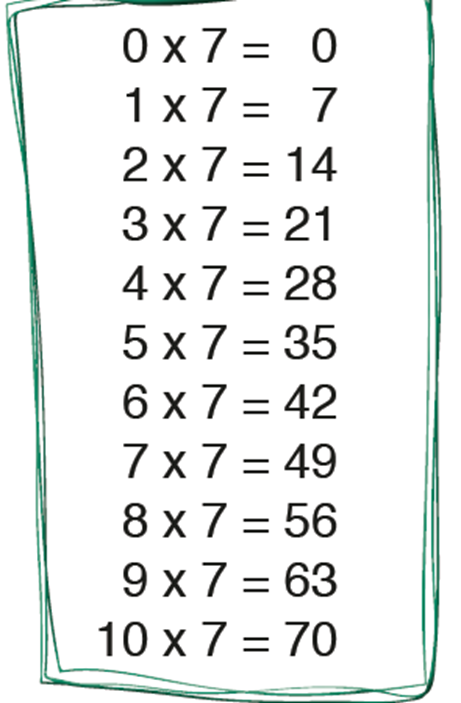 0 x 7 = 0
1 x 7 = 7
2 x 7 = 14
3 x 7 = 21
4 x 7 = 28
5 x 7 = 35
6 x 7 = 42
7 x 7 = 49
8 x 7 = 56
9 x 7 = 63
10 x 7 = 70